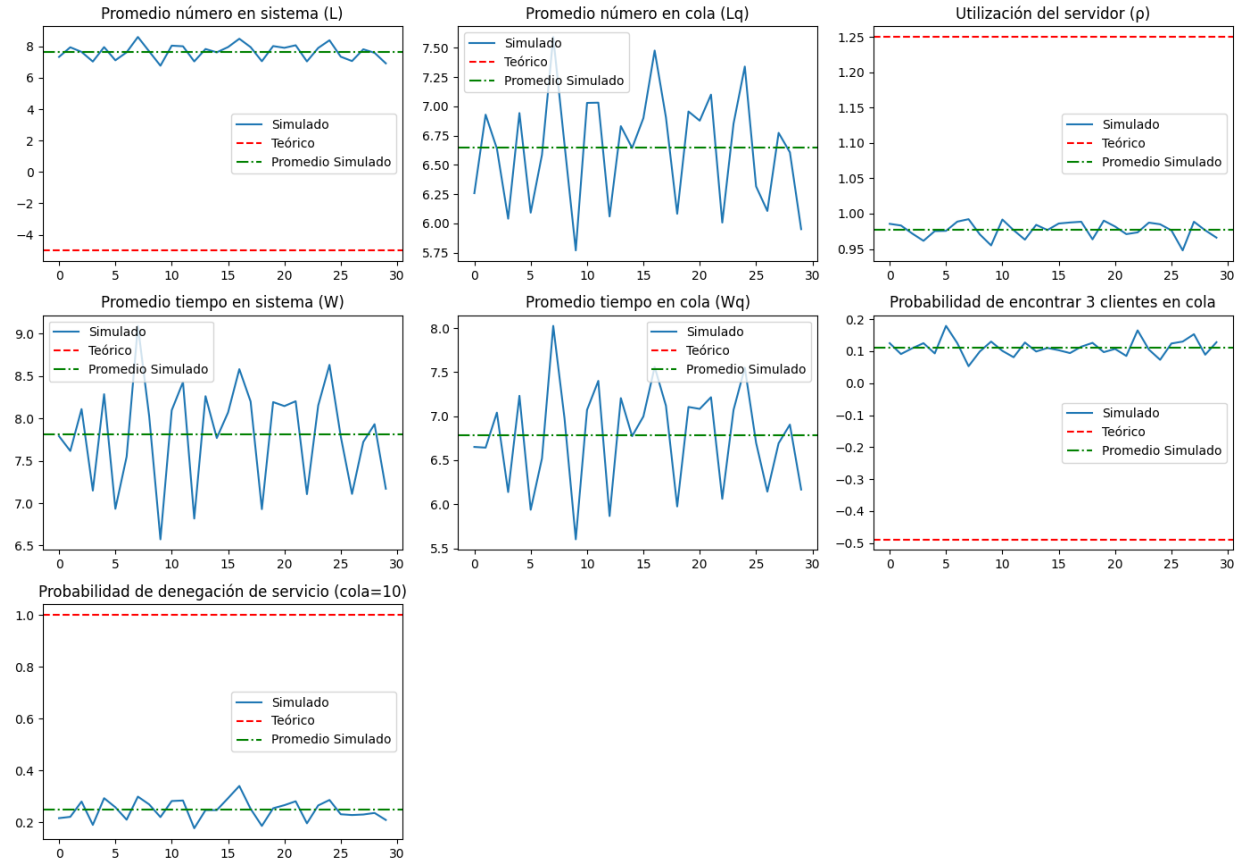 Promedio número en sistema (L)
8
6
4
2
0
−2
−4
Simulado
Teórico
Promedio Simulado
0 5 10 15 20 25 30
Promedio número en cola (Lq)
7.50
7.25
7.00
6.75
6.50
6.25
6.00
5.75
Simulado
Teórico
Promedio Simulado
0 5 10 15 20 25 30
Utilización del servidor (ρ)
1.25
1.20
1.15
1.10
1.05
1.00
0.95
Simulado
Teórico
Promedio Simulado
0 5 10 15 20 25 30
Promedio tiempo en sistema (W)
9.0
8.5
8.0
7.5
7.0
6.5
Simulado
Teórico
Promedio Simulado
0 5 10 15 20 25 30
Promedio tiempo en cola (Wq)
8.0
7.5
7.0
6.5
6.0
5.5
Simulado
Teórico
Promedio Simulado
0 5 10 15 20 25 30
Probabilidad de encontrar 3 clientes en cola
0.2
0.1
0.0
−0.1
−0.2
−0.3
−0.4
−0.5
Simulado
Teórico
Promedio Simulado
0 5 10 15 20 25 30
Probabilidad de denegación de servicio (cola=10)
1.0
0.8
0.6
0.4
0.2
Simulado
Teórico
Promedio Simulado
0 5 10 15 20 25 30